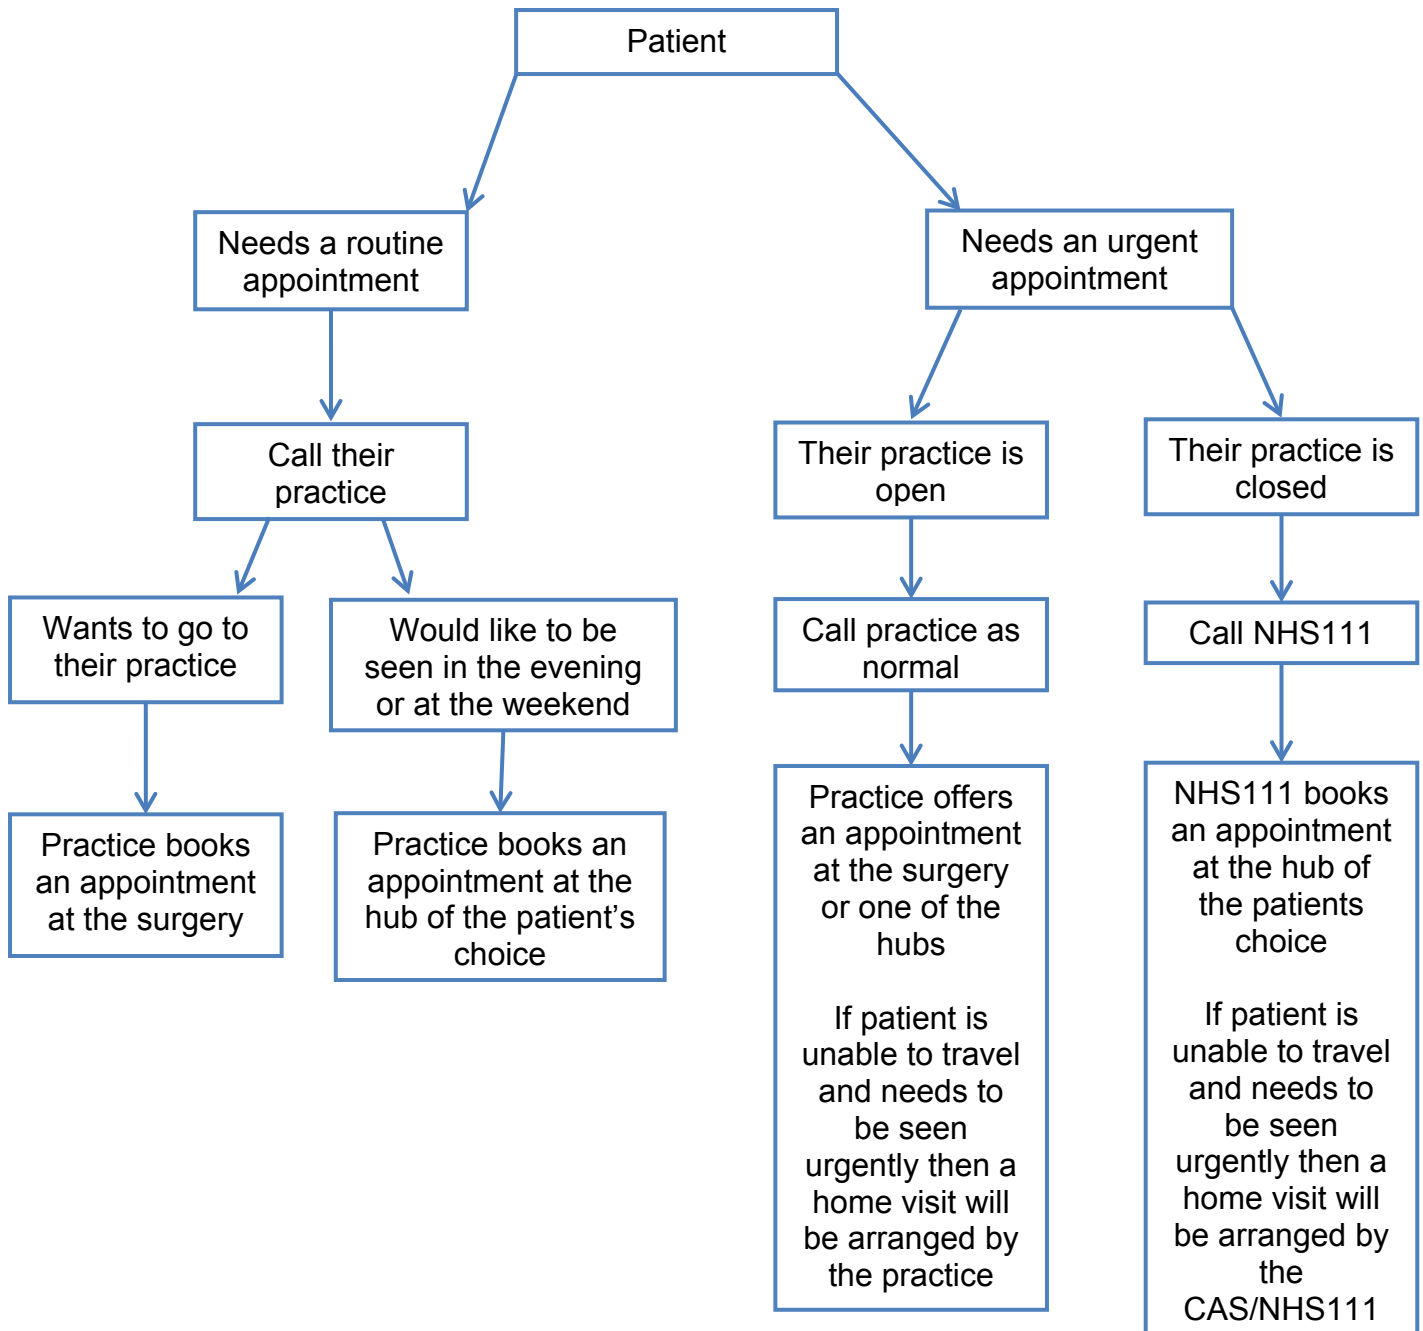 Patient
Needs a routine
appointment
Needs an urgent
appointment
Call their
practice
Their practice is
open
Their practice is
closed
Wants to go to
their practice
Would like to be
seen in the evening
or at the weekend
Call practice as
normal
Call NHS111
Practice books
an appointment
at the surgery
Practice books an
appointment at the
hub of the patient’s
choice
Practice offers
an appointment
at the surgery
or one of the
hubs
If patient is
unable to travel
and needs to
be seen
urgently then a
home visit will
be arranged by
the practice
NHS111 books
an appointment
at the hub of
the patients
choice
If patient is
unable to travel
and needs to
be seen
urgently then a
home visit will
be arranged by
the
CAS/NHS111